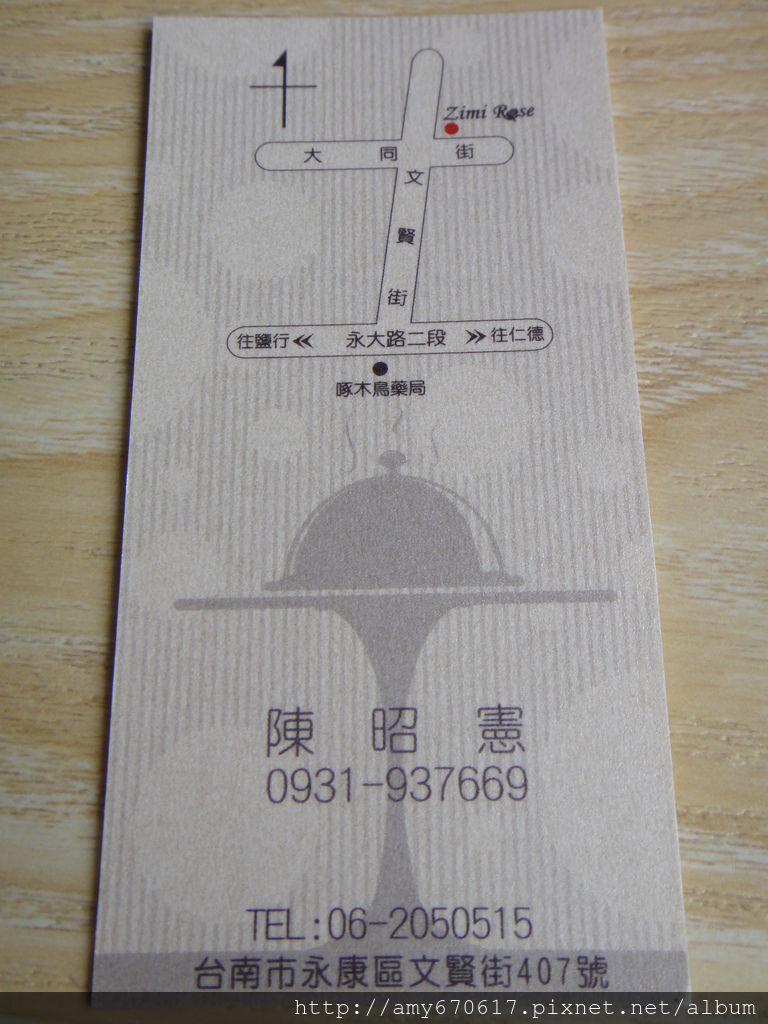 Zimi Rose
大同街
文賢街
往鹽行 << 永大路二段 >> 往仁德
啄木鳥藥局
陳昭憲
0931-937669
TEL:06-2050515
台南市永康區文賢街407號
http://amy670617.pixnet.net/album